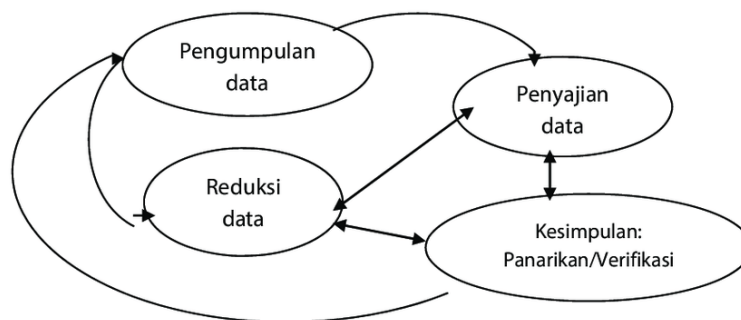 Pengumpulan
data
Penyajian
data
Reduksi
data
Kesimpulan:
Panarikan/Verifikasi